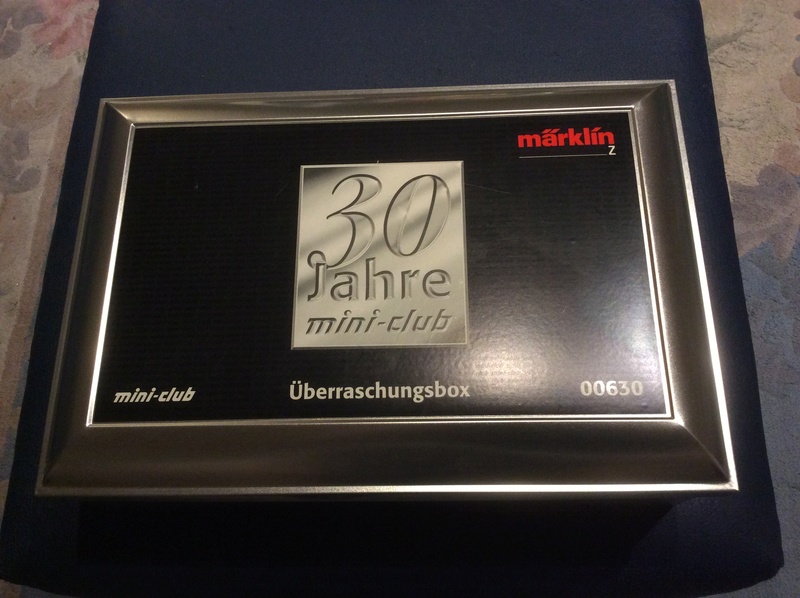 märklin
Z
30
Jahre
mini-club
mini-club
Überraschungsbox
00630